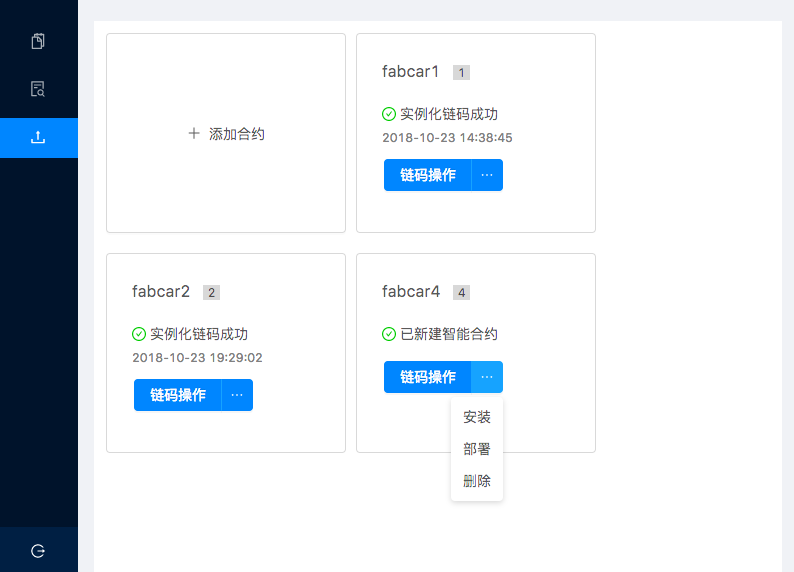 添加合约
fabcar1 1
实例化链码成功
2018-10-23 14:38:45
链码操作 ···
fabcar2 2
实例化链码成功
2018-10-23 19:29:02
链码操作 ···
fabcar4 4
已新建智能合约
链码操作 ···
安装
部署
删除